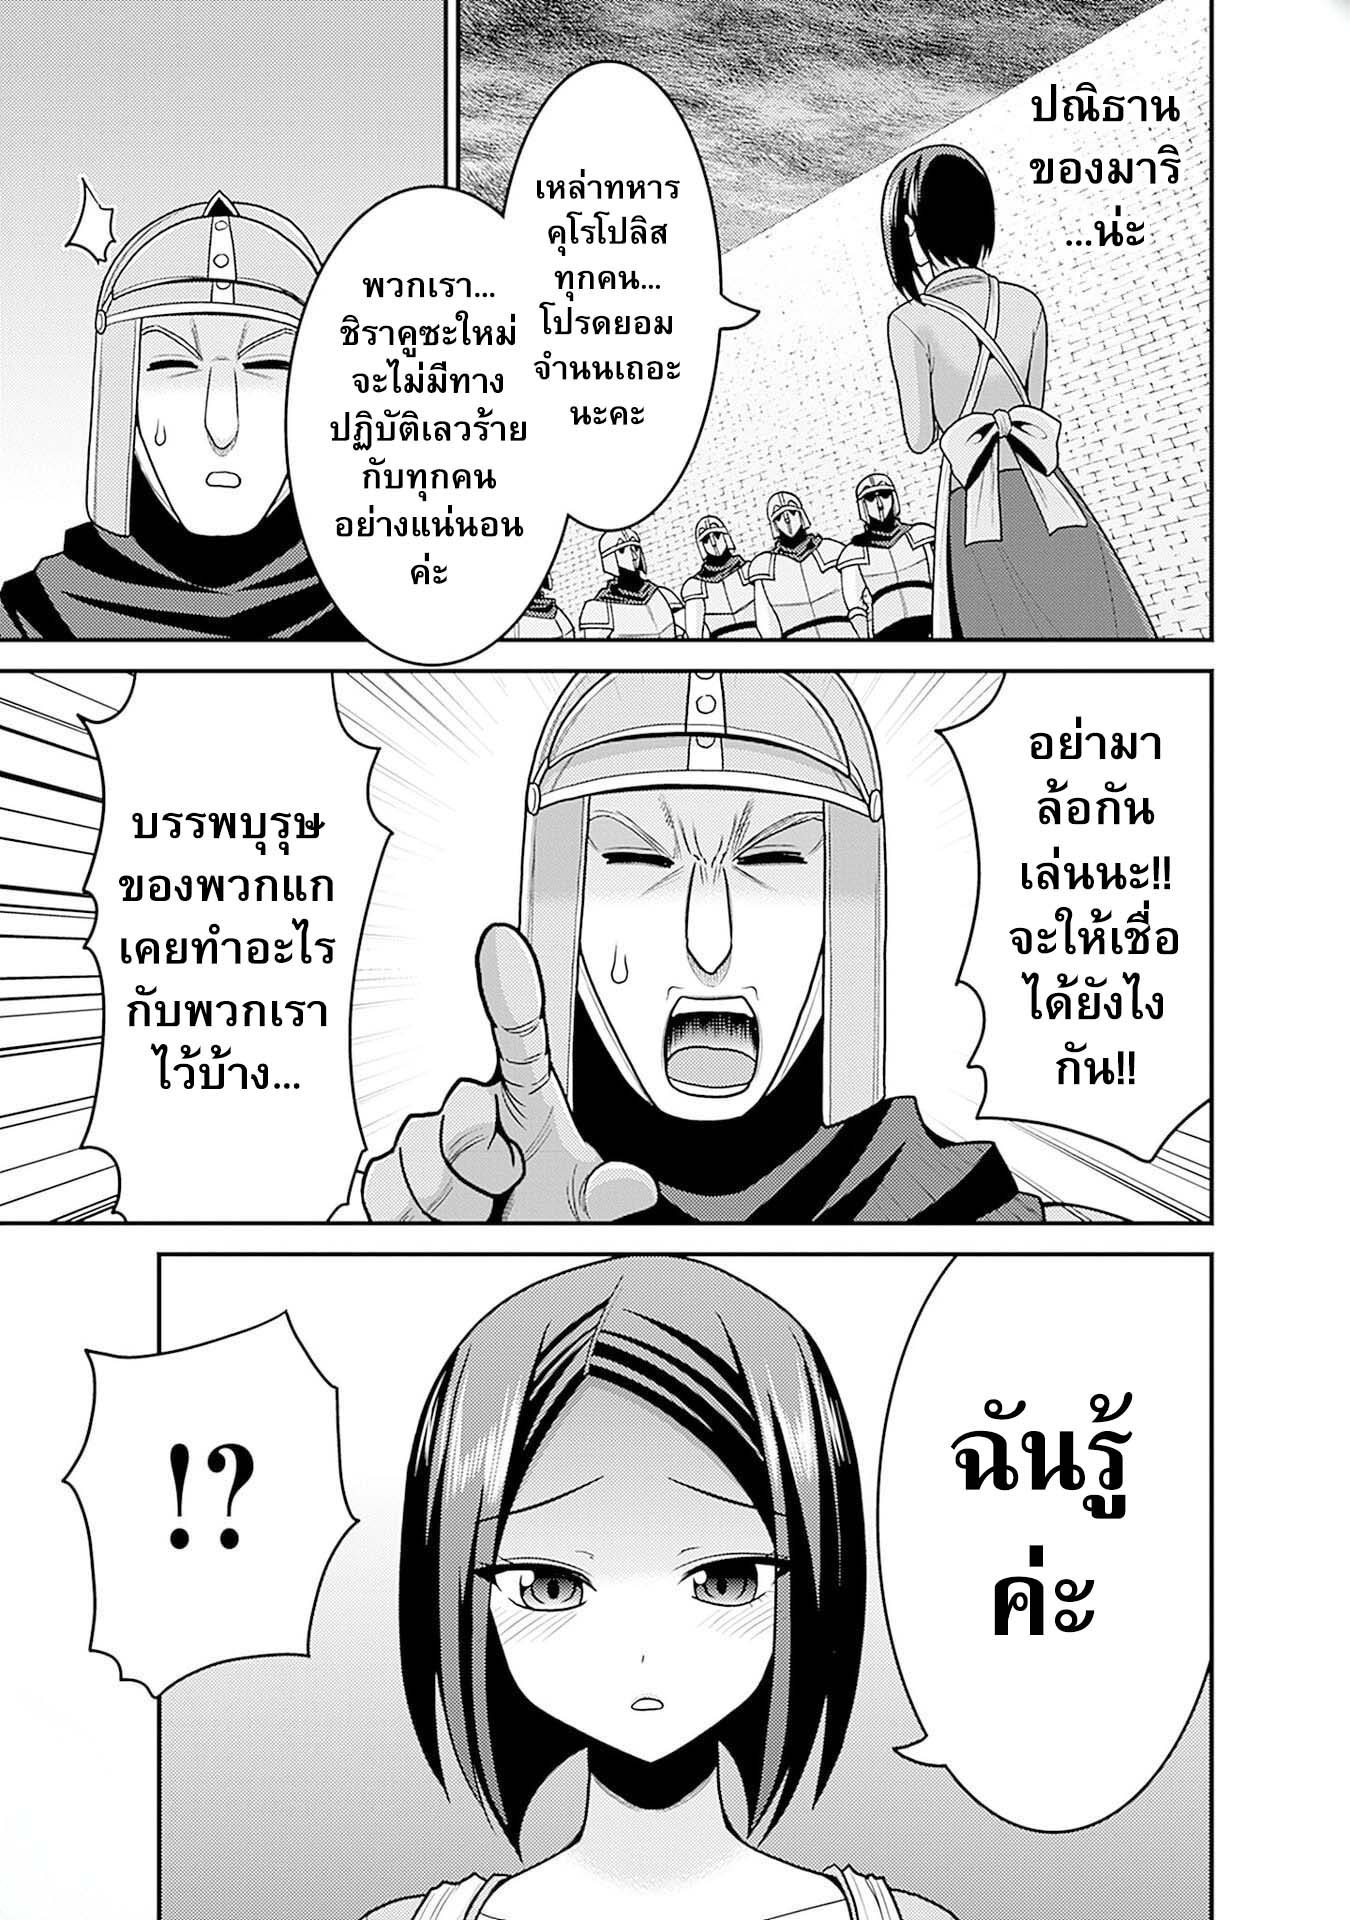 ปณิธาน
ของมาริ
...น่ะ
เหล่าทหาร
คุโรโปลิส
ทุกคน...
โปรดยอม
จำนนเถอะ
นะคะ
พวกเรา...
ชิราคูซะใหม่
จะไม่มีทาง
ปฏิบัติเลวร้าย
กับทุกคน
อย่างแน่นอน
ค่ะ
อย่ามา
ล้อกัน
เล่นนะ!!
จะให้เชื่อ
ได้ยังไง
กัน!!
บรรพบุรุษ
ของพวกแก
เคยทำอะไร
กับพวกเรา
ไว้บ้าง...
ฉันรู้
ค่ะ
!?